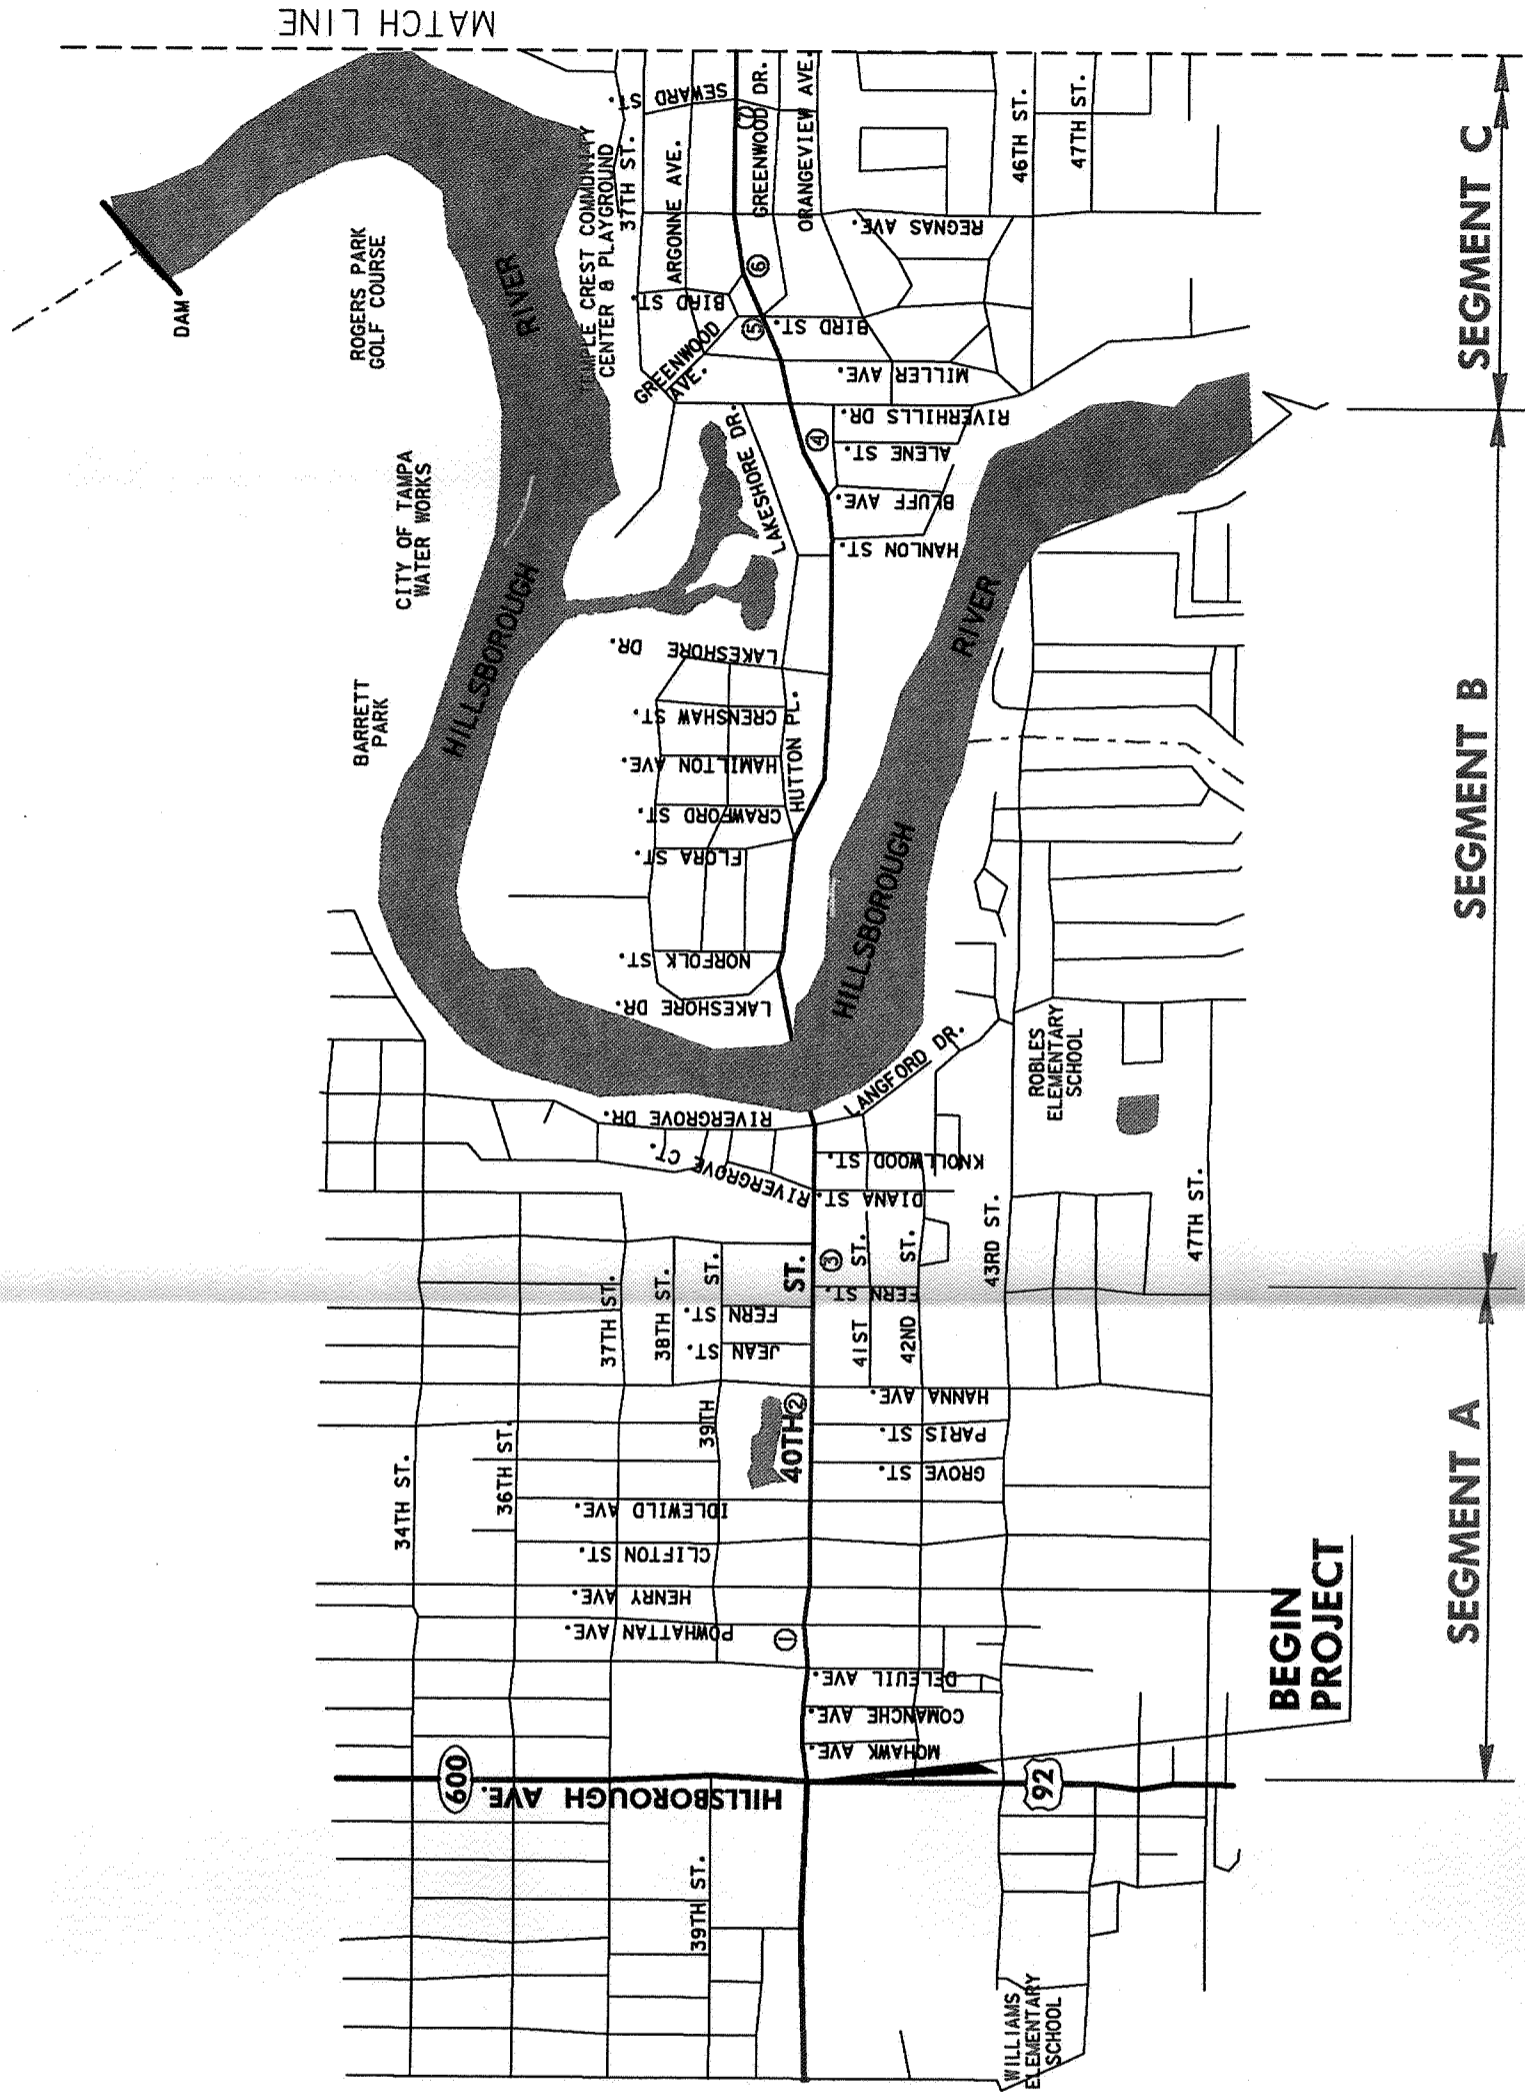 MATCH LINE
DAM
ROGERS PARK
GOLF COURSE
CITY OF TAMPA
WATER WORKS
BARRETT
PARK
HILLSBOROUGH
RIVER
TEMPLE CREST COMMUNITY
CENTER & PLAYGROUND
37TH ST.
SEWARD ST.
ARGONNE AVE.
BIRD ST.
GREENWOOD
AVE.
GREENWOOD DR.
ORANGEVIEW AVE.
7
6
5
4
BIRD ST.
REGNAS AVE.
MILLER AVE.
RIVERHILLS DR.
ALENE ST.
BLUFF AVE.
HANLON ST.
46TH ST.
47TH ST.
LAKESHORE DR.
LAKESHORE DR.
CRENSHAW ST.
HAMILTON AVE.
CRAWFORD ST.
FLORA ST.
HUTTON PL.
NORFOLK ST.
LAKESHORE DR.
HILLSBOROUGH
RIVER
RIVERGROVE DR.
RIVERGROVE CT.
LANGFORD DR.
KNOLLWOOD ST.
DIANA ST.
ROBLES
ELEMENTARY
SCHOOL
3
FERN ST.
FERN ST.
JEAN ST.
34TH ST.
36TH ST.
37TH ST.
38TH ST.
39TH ST.
40TH ST.
41ST ST.
42ND ST.
43RD ST.
47TH ST.
2
HANNA AVE.
PARIS ST.
GROVE ST.
IDLEWILD AVE.
CLIFTON ST.
HENRY AVE.
POWHATTAN AVE.
1
DELEUIL AVE.
COMANCHE AVE.
MOHAWK AVE.
600
HILLSBOROUGH AVE.
92
39TH ST.
WILLIAMS
ELEMENTARY
SCHOOL
BEGIN
PROJECT
SEGMENT A
SEGMENT B
SEGMENT C